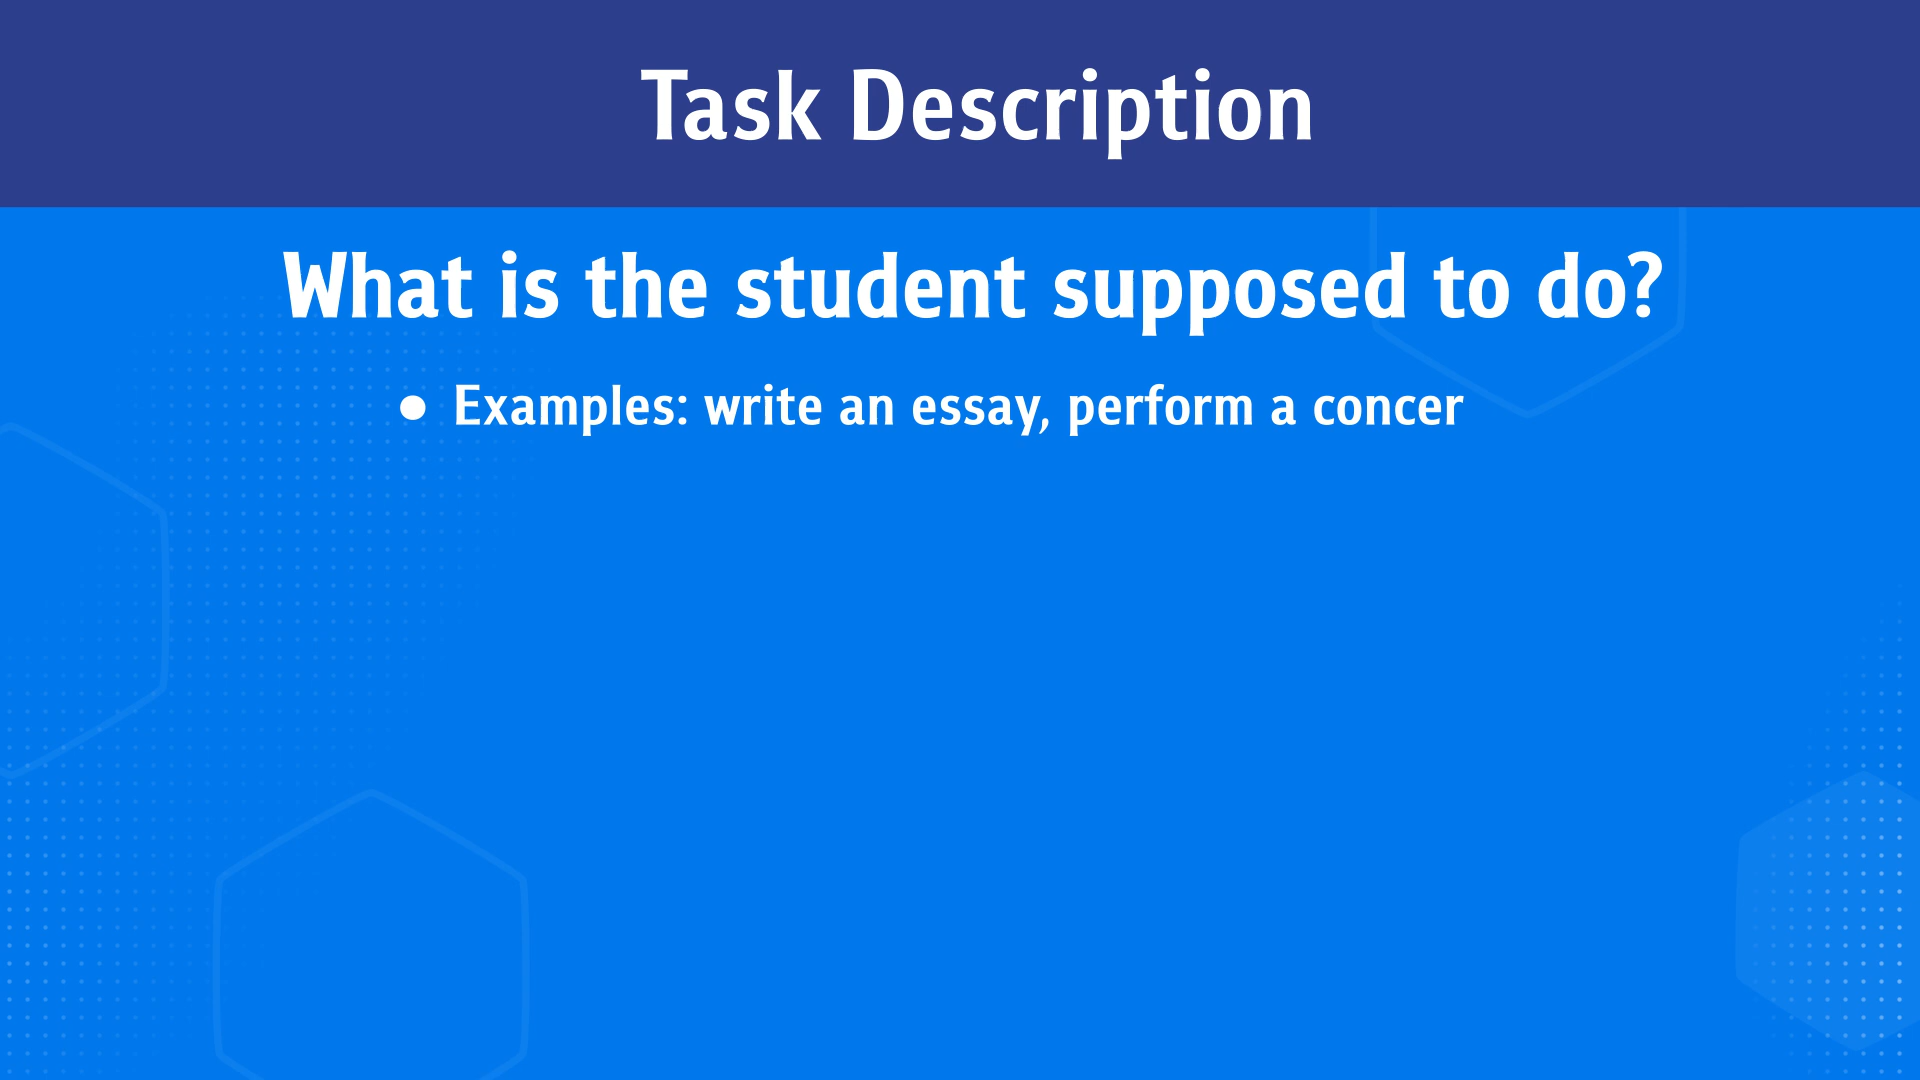 Task Description
What is the student supposed to do?
● Examples: write an essay, perform a concer